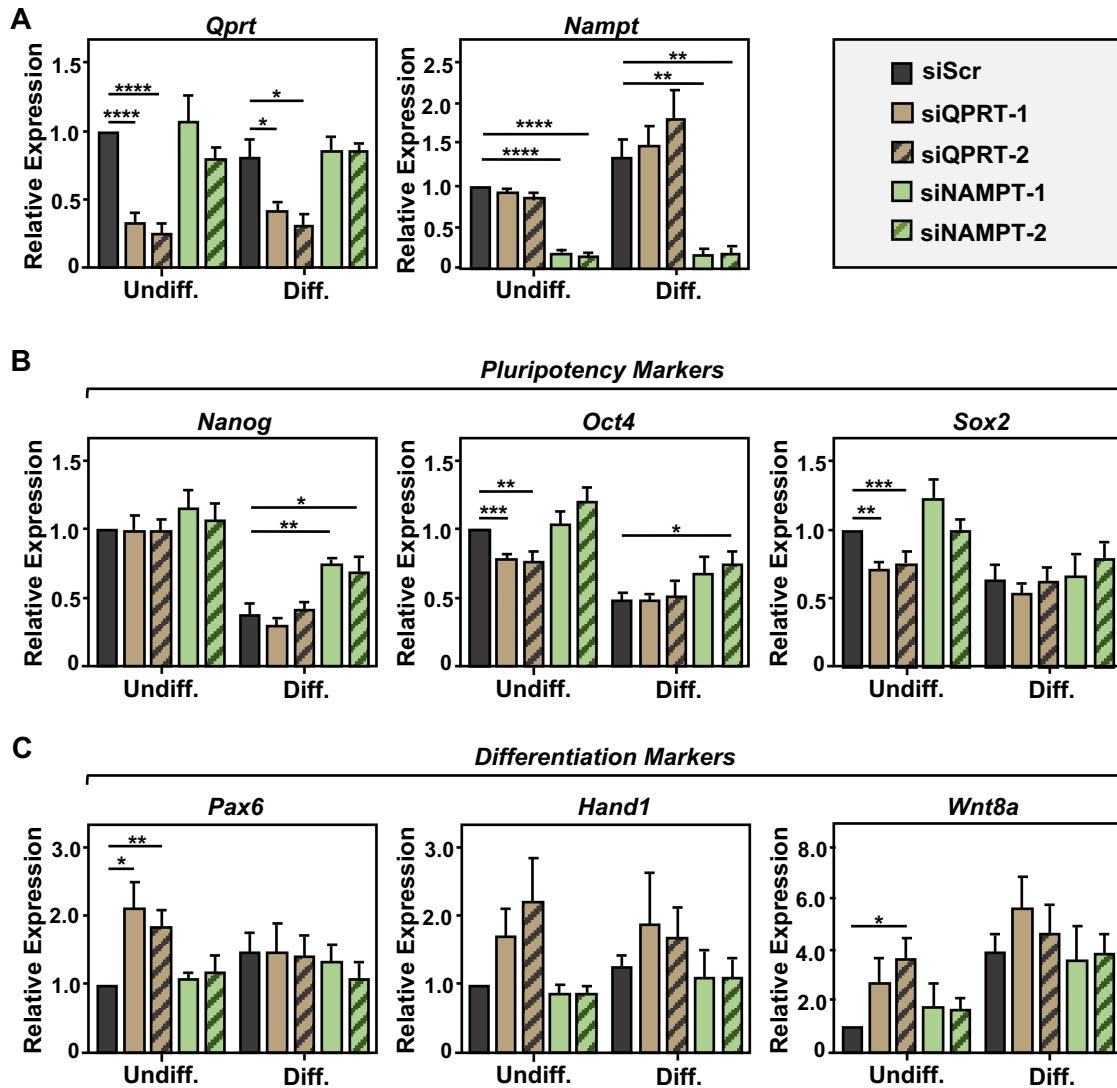 A
Qprt
Relative Expression
1.5
1.0
0.5
0
****
****
*
*
Undiff.
Diff.
Nampt
Relative Expression
2.5
2.0
1.5
1.0
0.5
0
****
****
**
**
Undiff.
Diff.
siScr
siQPRT-1
siQPRT-2
siNAMPT-1
siNAMPT-2
B
Pluripotency Markers
Nanog
Relative Expression
1.5
1.0
0.5
0
*
**
Undiff.
Diff.
Oct4
Relative Expression
1.5
1.0
0.5
0
**
***
*
Undiff.
Diff.
Sox2
Relative Expression
1.5
1.0
0.5
0
***
**
Undiff.
Diff.
C
Differentiation Markers
Pax6
Relative Expression
3.0
2.0
1.0
0
**
*
Undiff.
Diff.
Hand1
Relative Expression
3.0
2.0
1.0
0
Undiff.
Diff.
Wnt8a
Relative Expression
8.0
6.0
4.0
2.0
0
*
Undiff.
Diff.